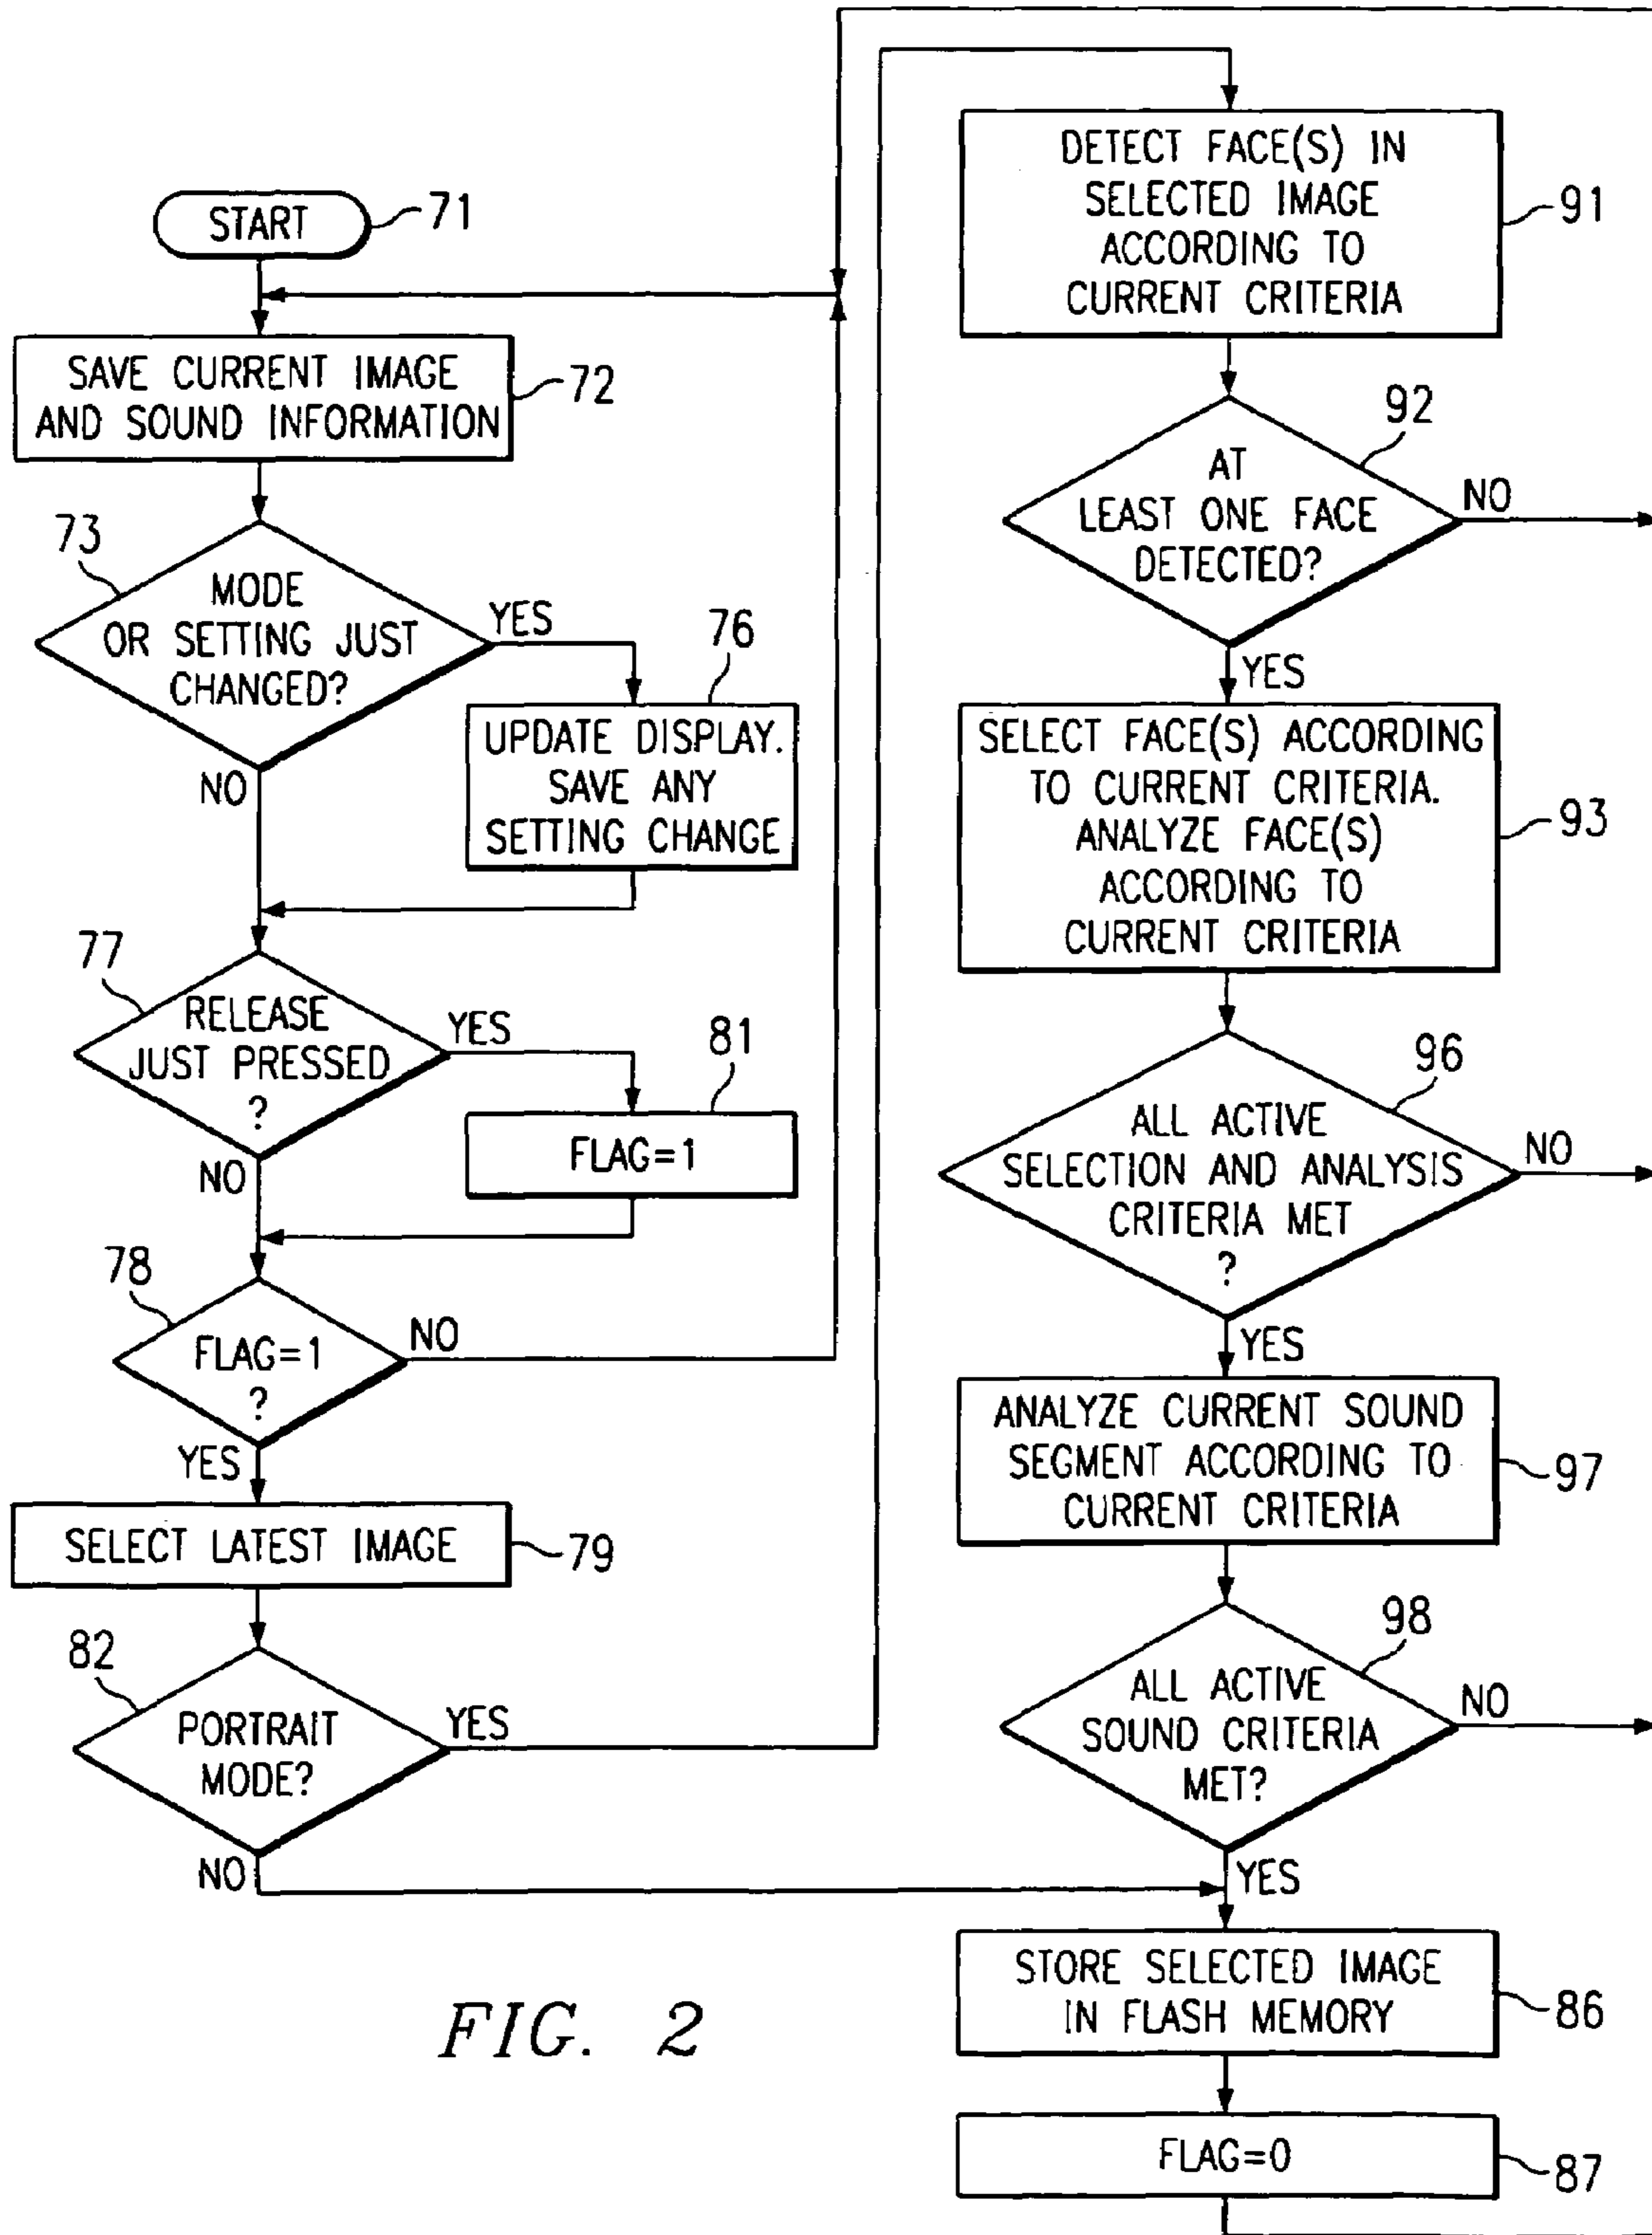 START
71
SAVE CURRENT IMAGE
AND SOUND INFORMATION
72
73
MODE
OR SETTING JUST
CHANGED?
YES
NO
76
UPDATE DISPLAY.
SAVE ANY
SETTING CHANGE
77
RELEASE
JUST PRESSED
?
YES
NO
81
FLAG=1
78
FLAG=1
?
NO
YES
SELECT LATEST IMAGE
79
82
PORTRAIT
MODE?
YES
NO
DETECT FACE(S) IN
SELECTED IMAGE
ACCORDING TO
CURRENT CRITERIA
91
92
AT
LEAST ONE FACE
DETECTED?
NO
YES
SELECT FACE(S) ACCORDING
TO CURRENT CRITERIA.
ANALYZE FACE(S)
ACCORDING TO
CURRENT CRITERIA
93
96
ALL ACTIVE
SELECTION AND ANALYSIS
CRITERIA MET
?
NO
YES
ANALYZE CURRENT SOUND
SEGMENT ACCORDING TO
CURRENT CRITERIA
97
98
ALL ACTIVE
SOUND CRITERIA
MET?
NO
YES
STORE SELECTED IMAGE
IN FLASH MEMORY
86
FLAG=0
87
FIG. 2